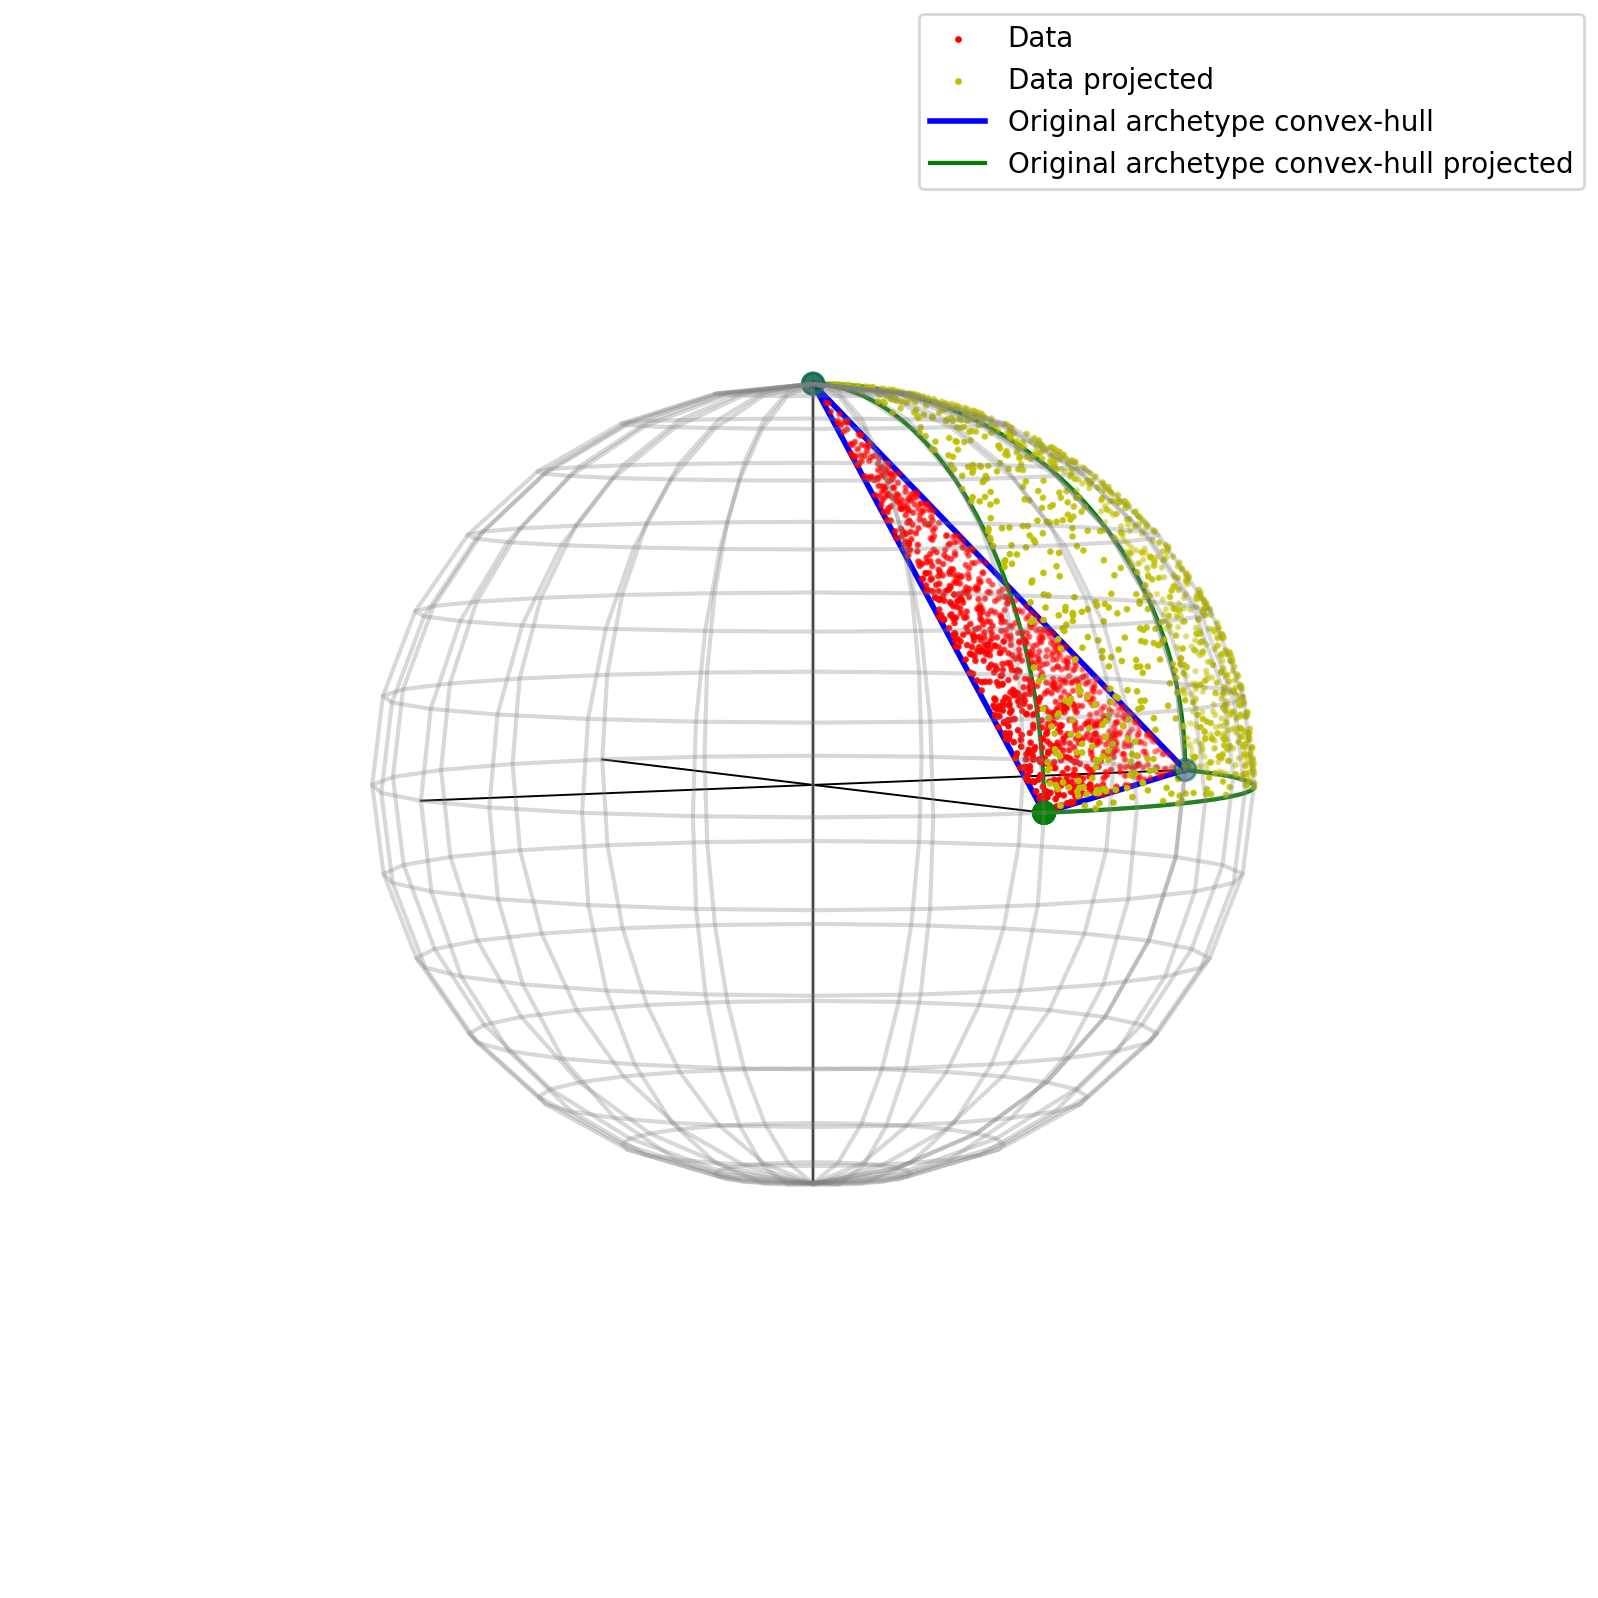 Data
Data projected
Original archetype convex-hull
Original archetype convex-hull projected